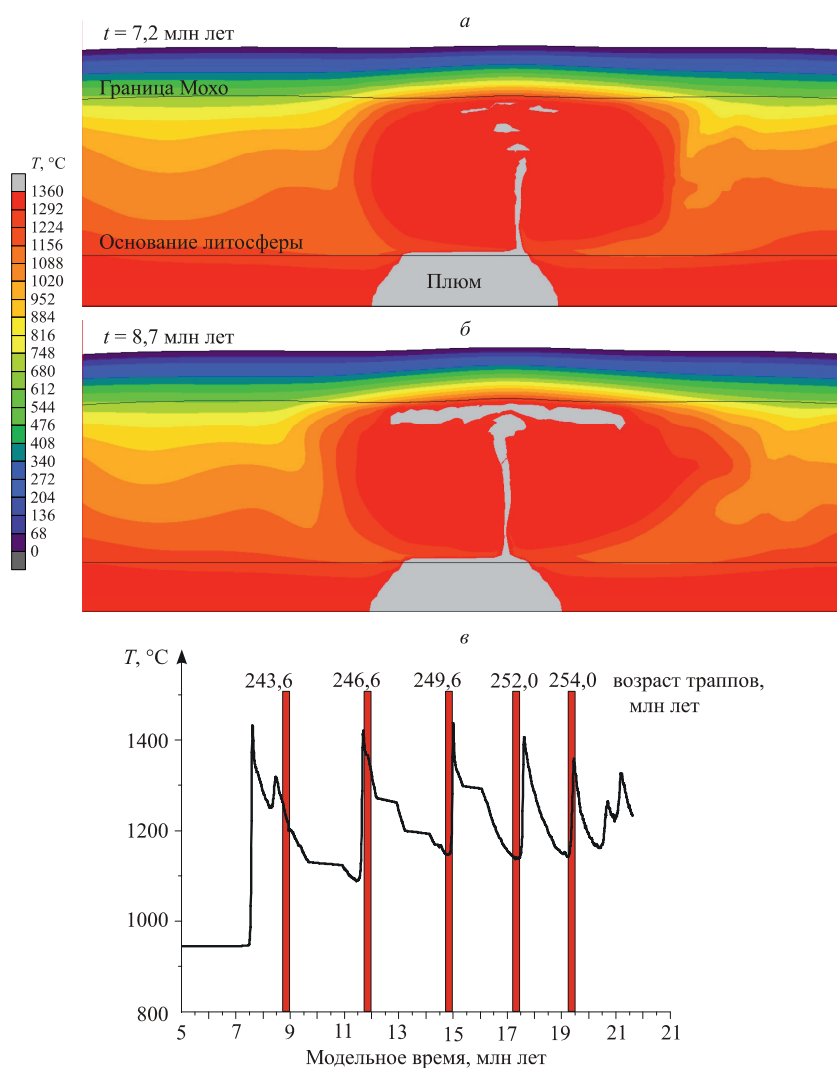 а
t = 7,2 млн лет
Граница Мохо
Основание литосферы
Плюм
T, °C
1360
1292
1224
1156
1088
1020
952
884
816
748
680
612
544
476
408
340
272
204
136
68
0
б
t = 8,7 млн лет
в
T, °C
243,6 246,6 249,6 252,0 254,0 возраст траппов,
млн лет
1400
1200
1000
800
5 7 9 11 13 15 17 19 21 21
Модельное время, млн лет